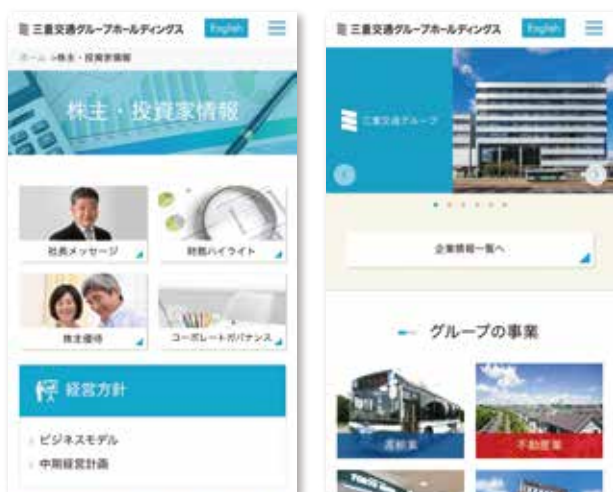 三重交通グループホールディングス
English
ホーム >株主・投資家情報
株主・投資家情報
社長メッセージ
財務ハイライト
株主優待
コーポレートガバナンス
経営方針
ビジネスモデル
中期経営計画
三重交通グループホールディングス
English
三重交通グループ
企業情報一覧へ
グループの事業
運輸業
不動産業